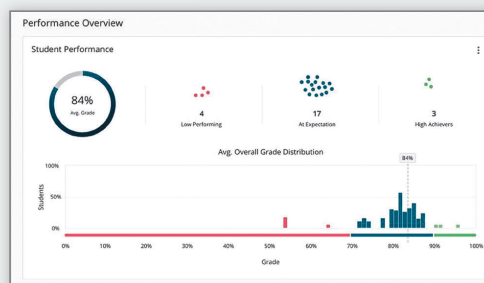 Performance Overview
Student Performance
84%
Avg. Grade
4
Low Performing
17
At Expectation
3
High Achievers
Avg. Overall Grade Distribution
84%
100%
50%
0%
Students
0%
10%
20%
30%
40%
50%
60%
70%
80%
90%
100%
Grade